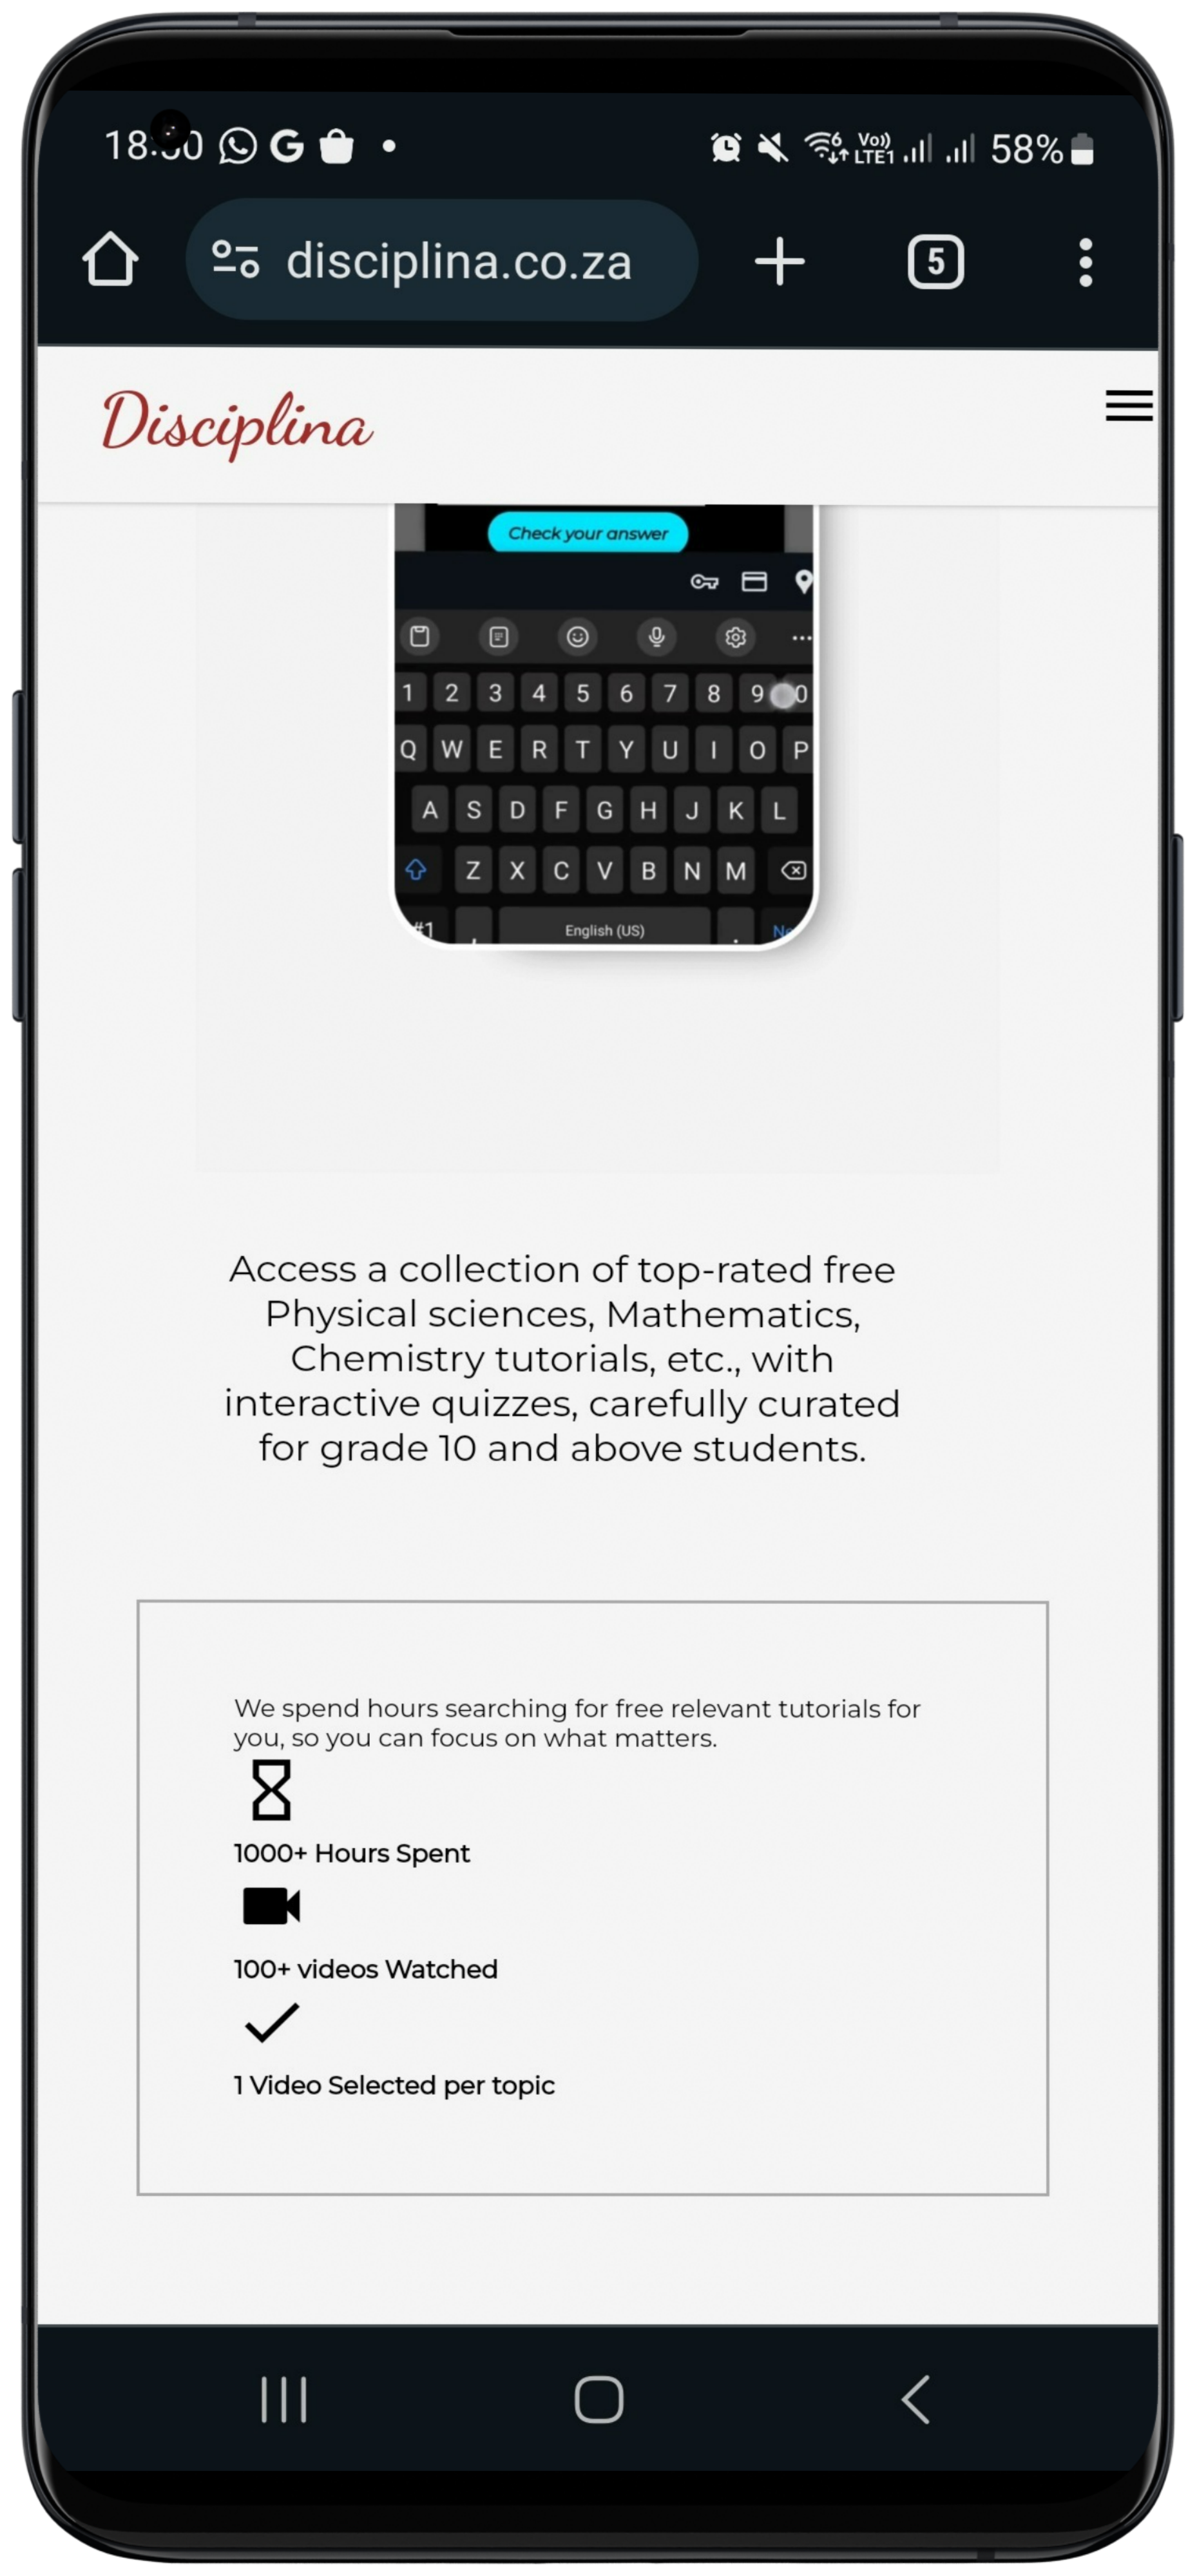 disciplina.co.za
58%
Vo))
LTE1
6
5
Disciplina
Check your answer
1 2 3 4 5 6 7 8 9 0
Q W E R T Y U I O P
A S D F G H J K L
Z X C V B N M
#1 , English (US) .
Access a collection of top-rated free
Physical sciences, Mathematics,
Chemistry tutorials, etc., with
interactive quizzes, carefully curated
for grade 10 and above students.
We spend hours searching for free relevant tutorials for
you, so you can focus on what matters.
1000+ Hours Spent
100+ videos Watched
1 Video Selected per topic